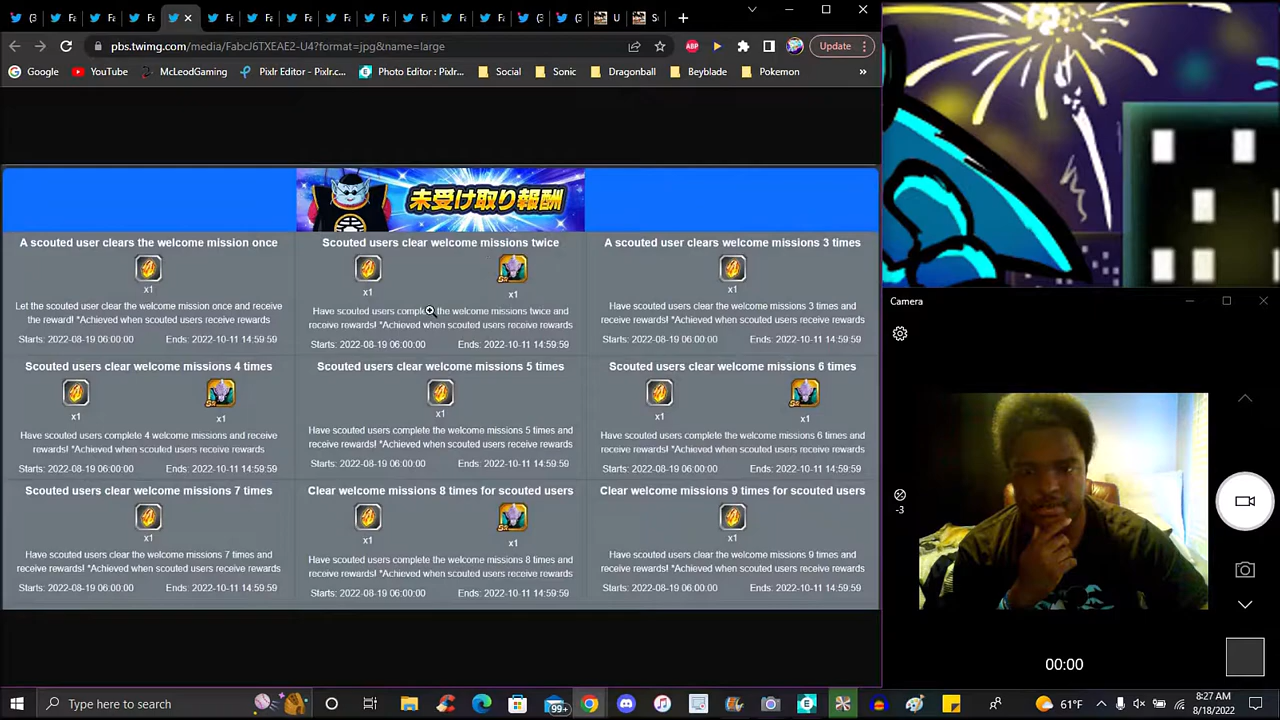 pbs.twimg.com/media/FabcJ6TXEAE2-U4?format=jpg&name=large
ABP
Update
Google YouTube McLeodGaming Pixlr Editor - Pixlr.c... Photo Editor : Pixlr... Social Sonic Dragonball Beyblade Pokemon »
未受け取り報酬
A scouted user clears the welcome mission once
x1
Let the scouted user clear the welcome mission once and receive
the reward! *Achieved when scouted users receive rewards
Starts: 2022-08-19 06:00:00 Ends: 2022-10-11 14:59:59
Scouted users clear welcome missions twice
x1 x1
Have scouted users complete the welcome missions twice and
receive rewards! *Achieved when scouted users receive rewards
Starts: 2022-08-19 06:00:00 Ends: 2022-10-11 14:59:59
A scouted user clears welcome missions 3 times
x1
Have scouted users clear the welcome missions 3 times and
receive rewards! *Achieved when scouted users receive rewards
Starts: 2022-08-19 06:00:00 Ends: 2022-10-11 14:59:59
Scouted users clear welcome missions 4 times
x1 x1
Have scouted users complete 4 welcome missions and receive
rewards! *Achieved when scouted users receive rewards
Starts: 2022-08-19 06:00:00 Ends: 2022-10-11 14:59:59
Scouted users clear welcome missions 5 times
x1
Have scouted users complete the welcome missions 5 times and
receive rewards! *Achieved when scouted users receive rewards
Starts: 2022-08-19 06:00:00 Ends: 2022-10-11 14:59:59
Scouted users clear welcome missions 6 times
x1 x1
Have scouted users complete the welcome missions 6 times and
receive rewards! *Achieved when scouted users receive rewards
Starts: 2022-08-19 06:00:00 Ends: 2022-10-11 14:59:59
Scouted users clear welcome missions 7 times
x1
Have scouted users clear the welcome missions 7 times and
receive rewards! *Achieved when scouted users receive rewards
Starts: 2022-08-19 06:00:00 Ends: 2022-10-11 14:59:59
Clear welcome missions 8 times for scouted users
x1 x1
Have scouted users complete the welcome missions 8 times and
receive rewards! *Achieved when scouted users receive rewards
Starts: 2022-08-19 06:00:00 Ends: 2022-10-11 14:59:59
Clear welcome missions 9 times for scouted users
x1
Have scouted users complete the welcome missions 9 times and
receive rewards! *Achieved when scouted users receive rewards
Starts: 2022-08-19 06:00:00 Ends: 2022-10-11 14:59:59
Camera
-3
00:00
Type here to search
99+
61°F
8:27 AM
8/18/2022